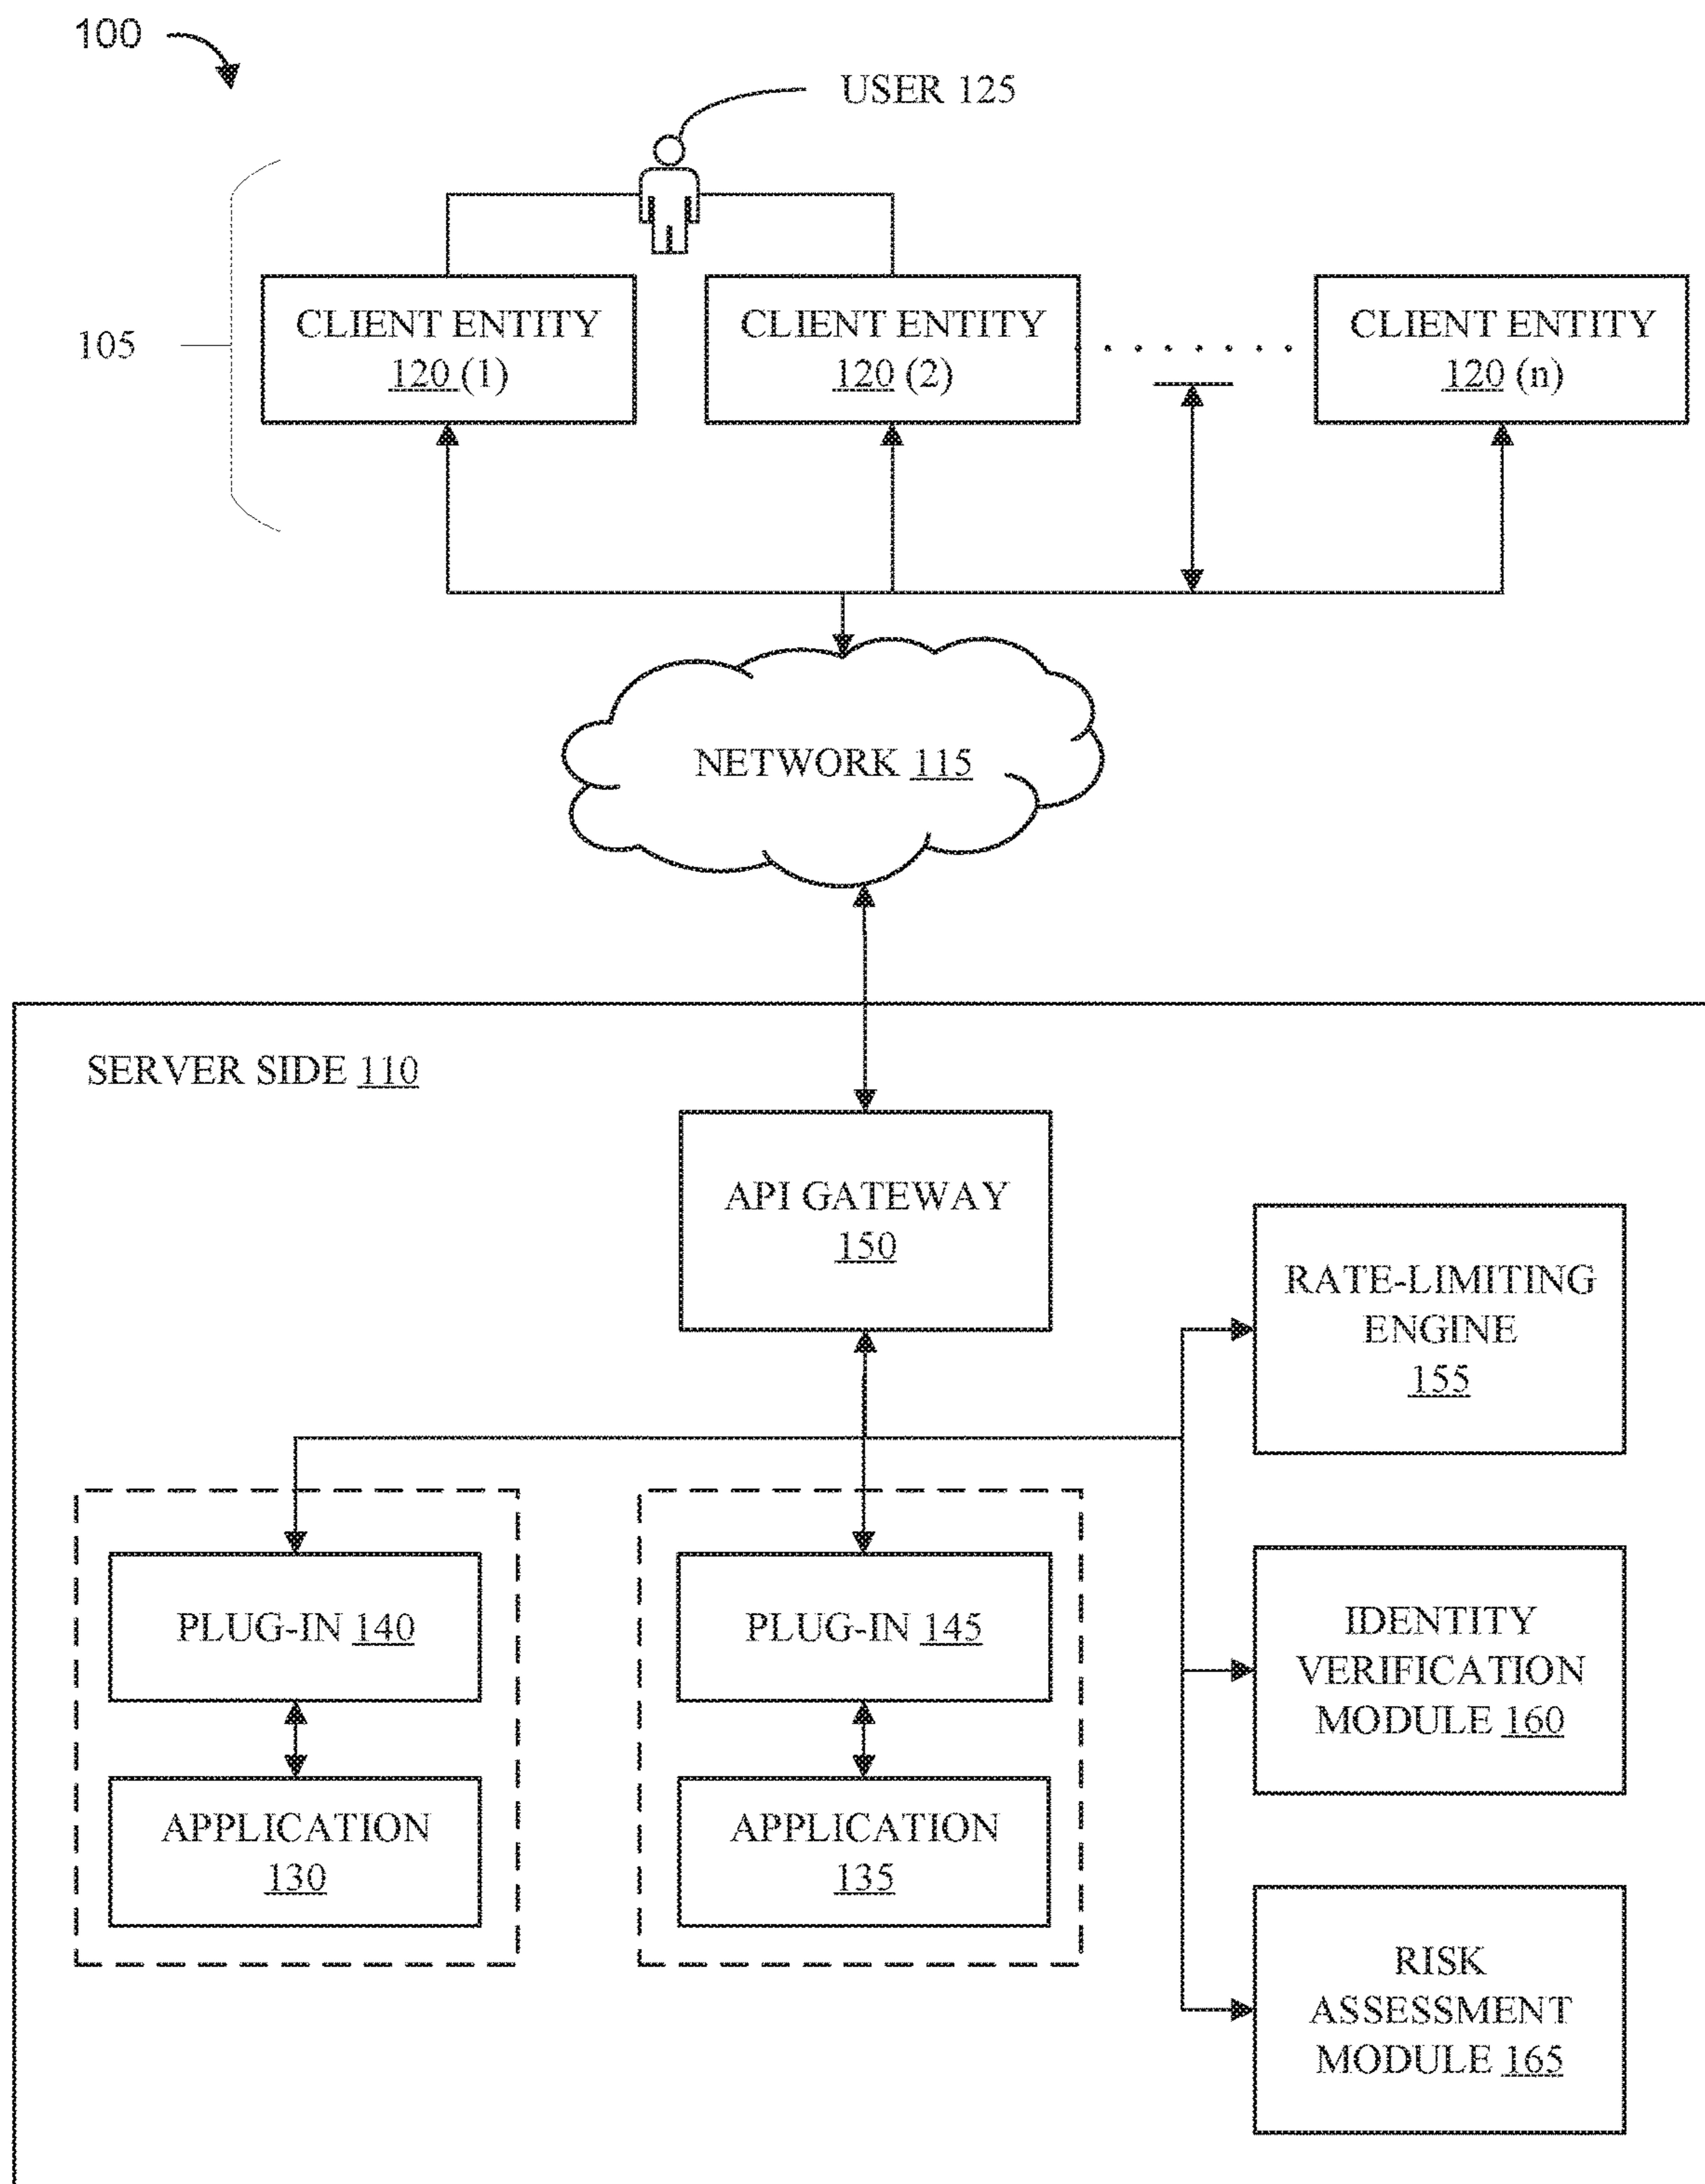 100
USER 125
105
CLIENT ENTITY
120 (1)
CLIENT ENTITY
120 (2)
CLIENT ENTITY
120 (n)
NETWORK 115
SERVER SIDE 110
API GATEWAY
150
RATE-LIMITING
ENGINE
155
PLUG-IN 140
PLUG-IN 145
IDENTITY
VERIFICATION
MODULE 160
APPLICATION
130
APPLICATION
135
RISK
ASSESSMENT
MODULE 165